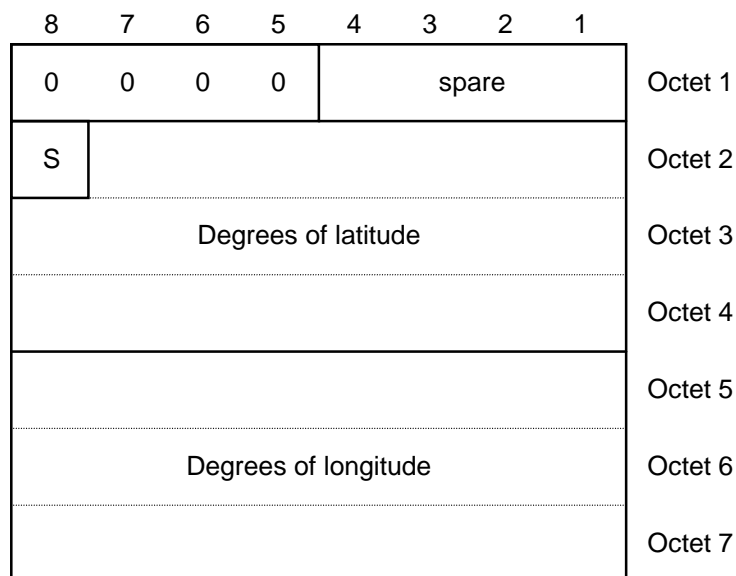 8 7 6 5 4 3 2 1
0 0 0 0 spare Octet 1
S Octet 2
Degrees of latitude Octet 3
Octet 4
Octet 5
Degrees of longitude Octet 6
Octet 7